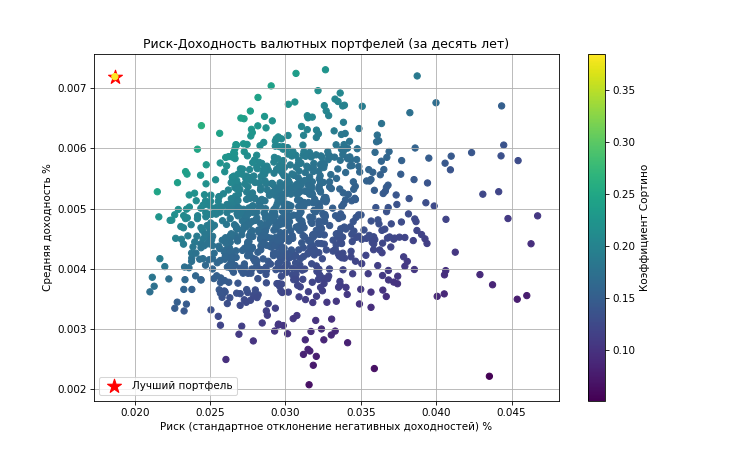 Риск-Доходность валютных портфелей (за десять лет)
0.007
0.006
0.005
0.004
0.003
0.002
Средняя доходность %
Лучший портфель
0.020 0.025 0.030 0.035 0.040 0.045
Риск (стандартное отклонение негативных доходностей) %
0.35
0.30
0.25
0.20
0.15
0.10
Коэффициент Сортино